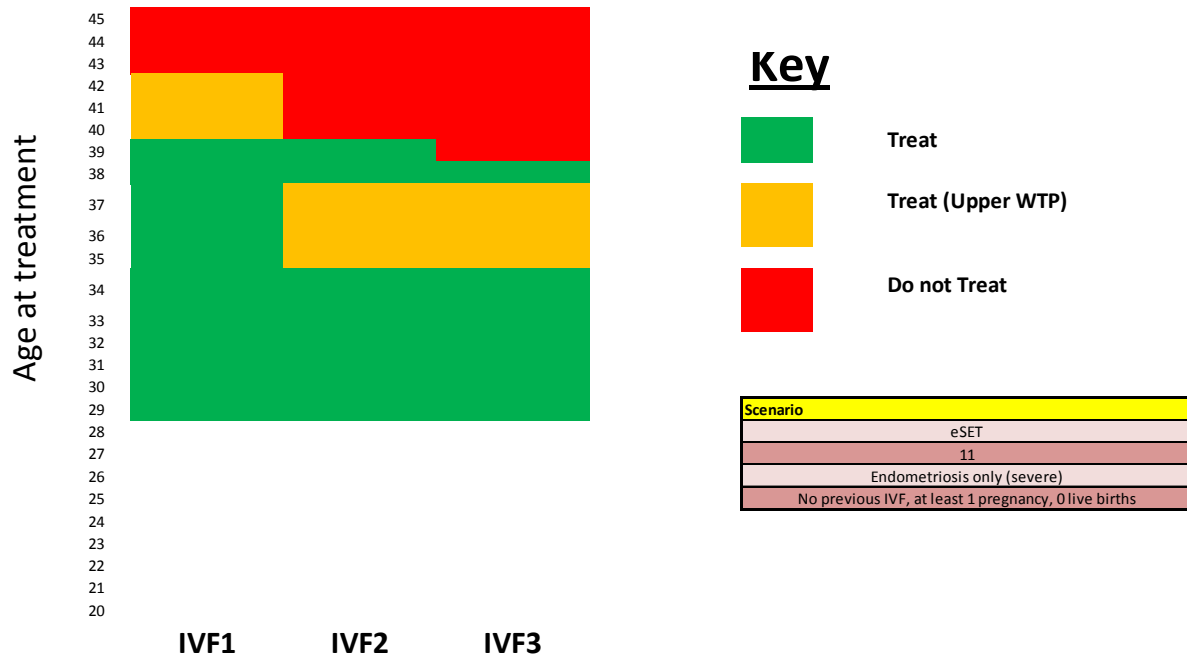 Age at treatment
45
44
43
42
41
40
39
38
37
36
35
34
33
32
31
30
29
28
27
26
25
24
23
22
21
20
IVF1 IVF2 IVF3
Key
Treat
Treat (Upper WTP)
Do not Treat
Scenario
eSET
11
Endometriosis only (severe)
No previous IVF, at least 1 pregnancy, 0 live births